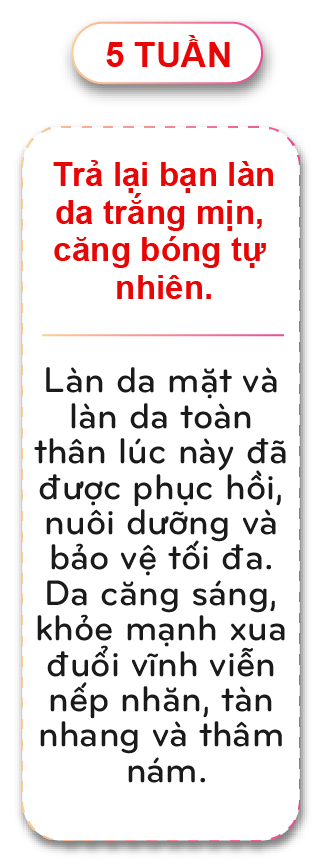 5 TUẦN
Trả lại bạn làn
da trắng mịn,
căng bóng tự
nhiên.
Làn da mặt và
làn da toàn
thân lúc này đã
được phục hồi,
nuôi dưỡng và
bảo vệ tối đa.
Da căng sáng,
khỏe mạnh xua
đuổi vĩnh viễn
nếp nhăn, tàn
nhang và thâm
nám.